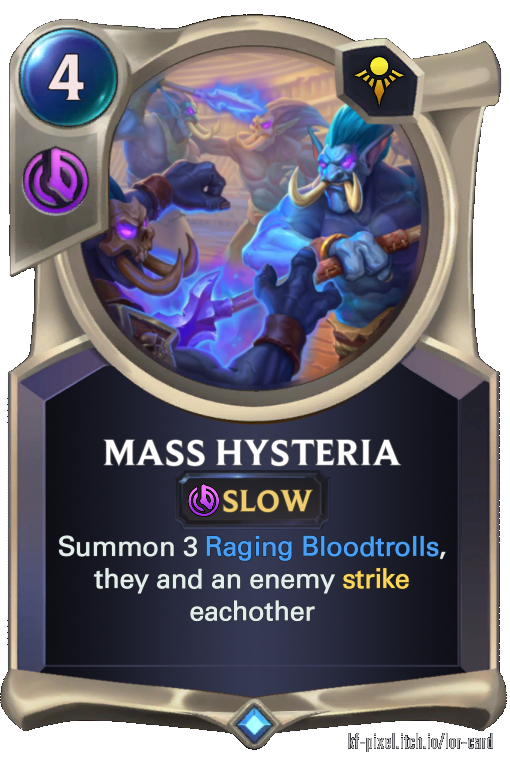 4
MASS HYSTERIA
SLOW
Summon 3 Raging Bloodtrolls,
they and an enemy strike
eachother
kf-pixel.itch.io/lor-card